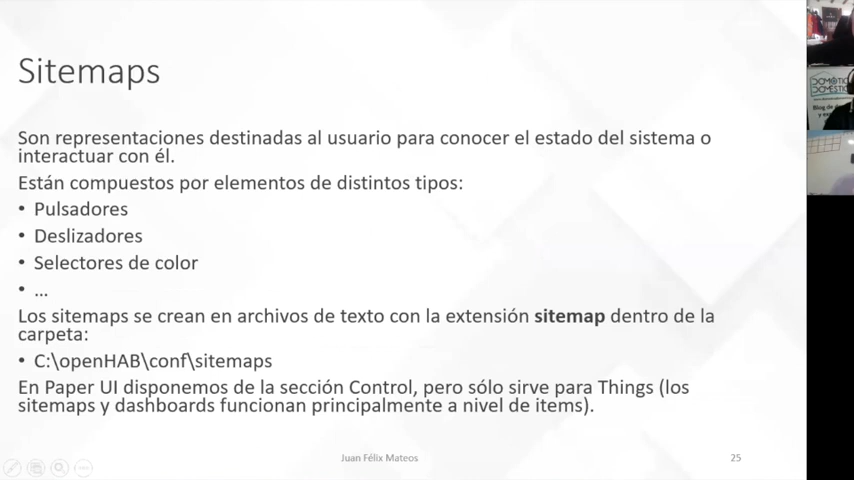 Sitemaps
Son representaciones destinadas al usuario para conocer el estado del sistema o
interactuar con él.
Están compuestos por elementos de distintos tipos:
• Pulsadores
• Deslizadores
• Selectores de color
• ...
Los sitemaps se crean en archivos de texto con la extensión sitemap dentro de la
carpeta:
• C:\openHAB\conf\sitemaps
En Paper UI disponemos de la sección Control, pero sólo sirve para Things (los
sitemaps y dashboards funcionan principalmente a nivel de items).
Juan Félix Mateos
25